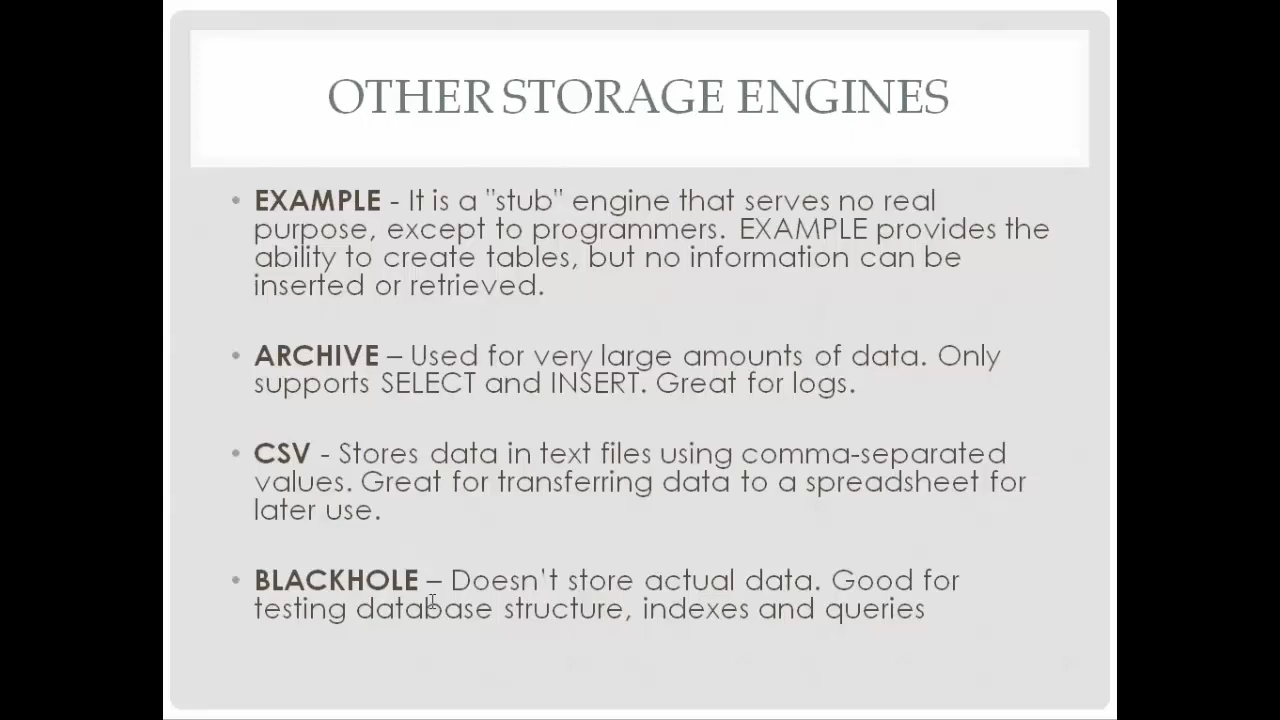 OTHER STORAGE ENGINES
• EXAMPLE - It is a "stub" engine that serves no real
purpose, except to programmers. EXAMPLE provides the
ability to create tables, but no information can be
inserted or retrieved.
• ARCHIVE – Used for very large amounts of data. Only
supports SELECT and INSERT. Great for logs.
• CSV - Stores data in text files using comma-separated
values. Great for transferring data to a spreadsheet for
later use.
• BLACKHOLE – Doesn't store actual data. Good for
testing database structure, indexes and queries